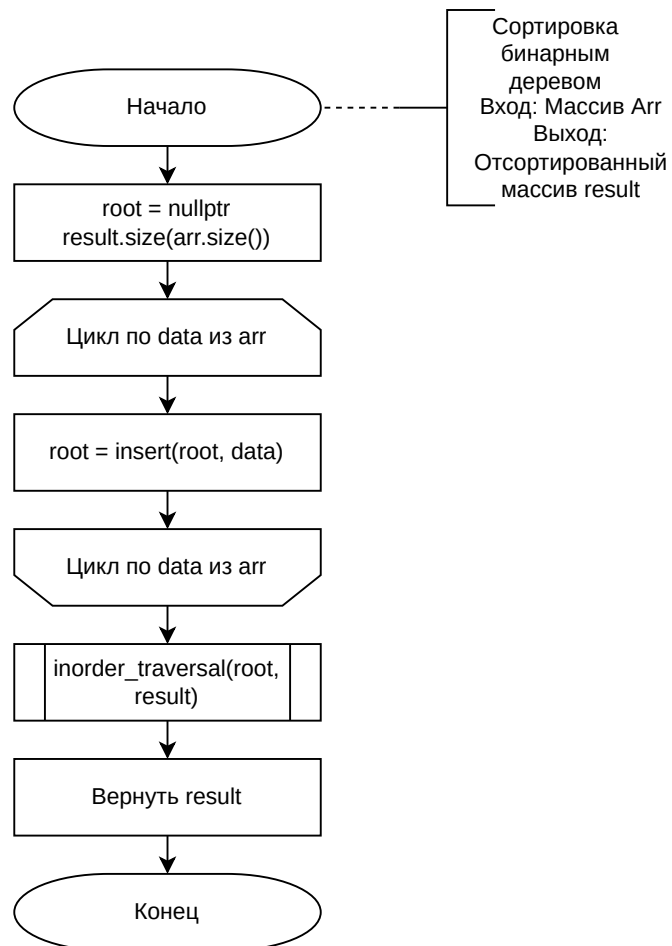 Начало
Сортировка
бинарным
деревом
Вход: Массив Arr
Выход:
Отсортированный
массив result
root = nullptr
result.size(arr.size())
Цикл по data из arr
root = insert(root, data)
Цикл по data из arr
inorder_traversal(root,
result)
Вернуть result
Конец